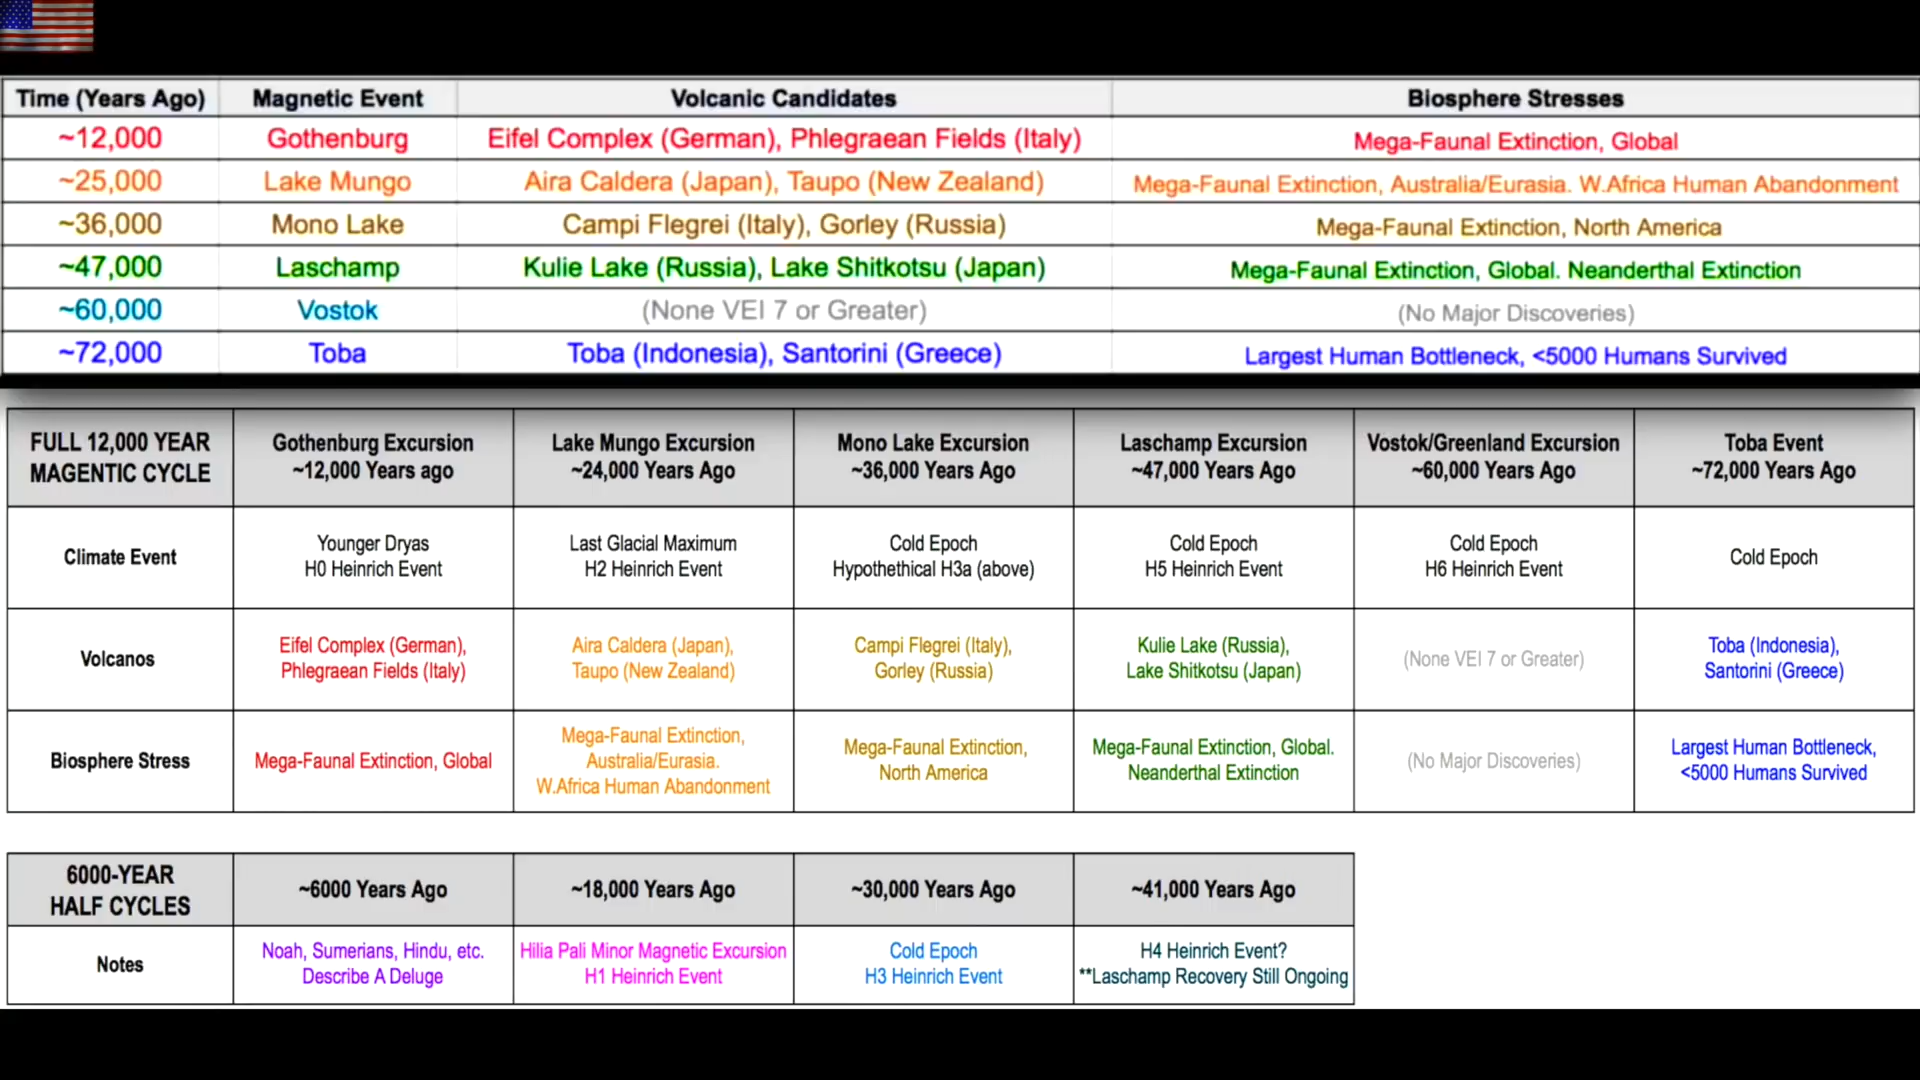 Time (Years Ago) Magnetic Event Volcanic Candidates Biosphere Stresses
~12,000 Gothenburg Eifel Complex (German), Phlegraean Fields (Italy) Mega-Faunal Extinction, Global
~25,000 Lake Mungo Aira Caldera (Japan), Taupo (New Zealand) Mega-Faunal Extinction, Australia/Eurasia. W.Africa Human Abandonment
~36,000 Mono Lake Campi Flegrei (Italy), Gorley (Russia) Mega-Faunal Extinction, North America
~47,000 Laschamp Kulie Lake (Russia), Lake Shitkotsu (Japan) Mega-Faunal Extinction, Global. Neanderthal Extinction
~60,000 Vostok (None VEI 7 or Greater) (No Major Discoveries)
~72,000 Toba Toba (Indonesia), Santorini (Greece) Largest Human Bottleneck, <5000 Humans Survived
FULL 12,000 YEAR
MAGENTIC CYCLE
Gothenburg Excursion
~12,000 Years ago
Lake Mungo Excursion
~24,000 Years Ago
Mono Lake Excursion
~36,000 Years Ago
Laschamp Excursion
~47,000 Years Ago
Vostok/Greenland Excursion
~60,000 Years Ago
Toba Event
~72,000 Years Ago
Climate Event
Younger Dryas
H0 Heinrich Event
Last Glacial Maximum
H2 Heinrich Event
Cold Epoch
Hypothethical H3a (above)
Cold Epoch
H5 Heinrich Event
Cold Epoch
H6 Heinrich Event
Cold Epoch
Volcanos
Eifel Complex (German),
Phlegraean Fields (Italy)
Aira Caldera (Japan),
Taupo (New Zealand)
Campi Flegrei (Italy),
Gorley (Russia)
Kulie Lake (Russia),
Lake Shitkotsu (Japan)
(None VEI 7 or Greater)
Toba (Indonesia),
Santorini (Greece)
Biosphere Stress
Mega-Faunal Extinction, Global
Mega-Faunal Extinction,
Australia/Eurasia.
W.Africa Human Abandonment
Mega-Faunal Extinction,
North America
Mega-Faunal Extinction, Global.
Neanderthal Extinction
(No Major Discoveries)
Largest Human Bottleneck,
<5000 Humans Survived
6000-YEAR
HALF CYCLES
~6000 Years Ago
~18,000 Years Ago
~30,000 Years Ago
~41,000 Years Ago
Notes
Noah, Sumerians, Hindu, etc.
Describe A Deluge
Hilia Pali Minor Magnetic Excursion
H1 Heinrich Event
Cold Epoch
H3 Heinrich Event
H4 Heinrich Event?
**Laschamp Recovery Still Ongoing